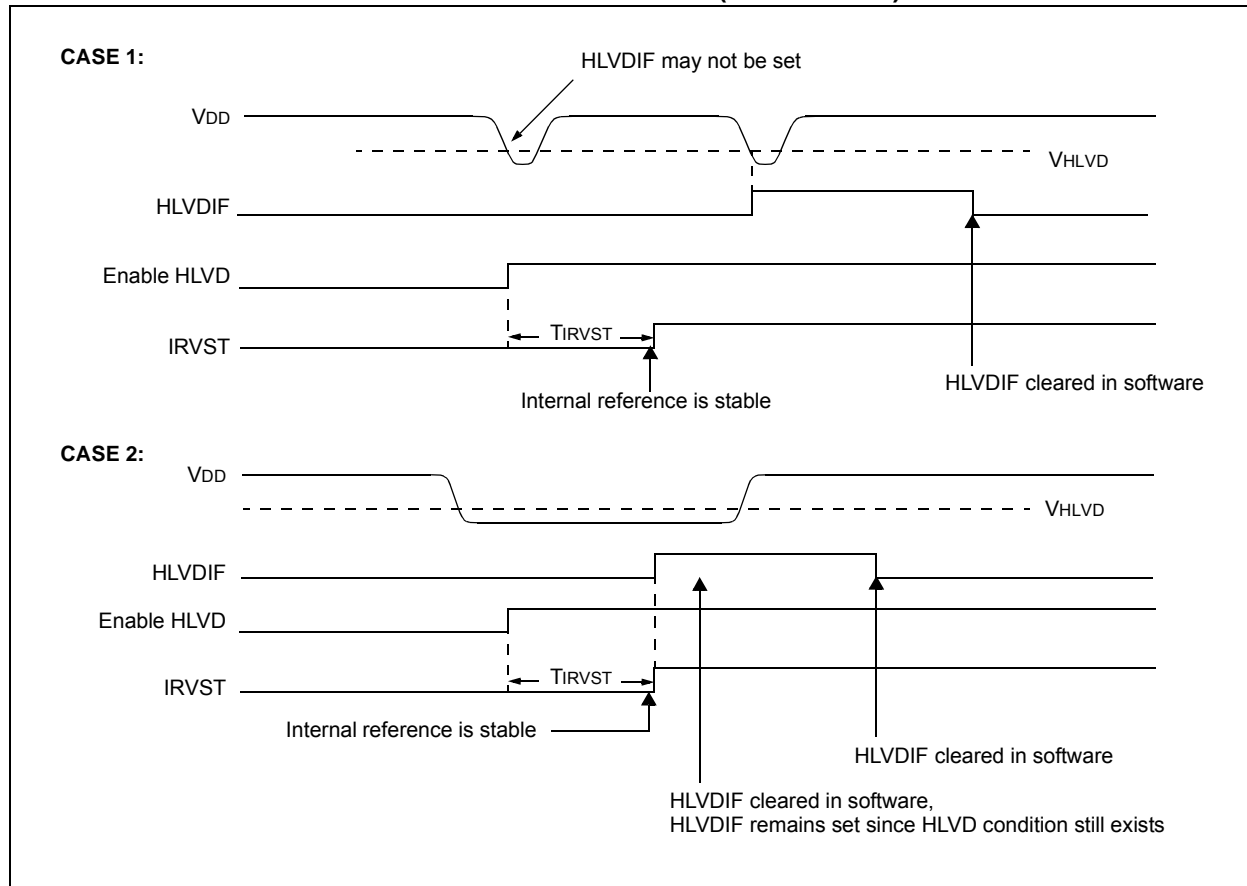 CASE 1:
HLVDIF may not be set
VDD
VHLVD
HLVDIF
Enable HLVD
TIRVST
IRVST
HLVDIF cleared in software
Internal reference is stable
CASE 2:
VDD
VHLVD
HLVDIF
Enable HLVD
TIRVST
IRVST
Internal reference is stable
HLVDIF cleared in software
HLVDIF cleared in software,
HLVDIF remains set since HLVD condition still exists